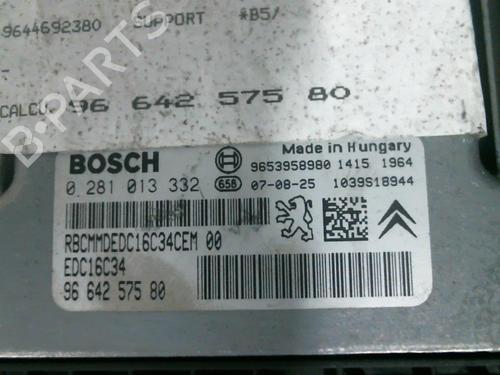 9644692380 SUPPORT *B5/
-
CALCU 96 642 575 80
B-PARTS
BOSCH
Made in Hungary
9653958980 1415 1964
0 281 013 332 658 07-08-25 1039S18944
RBCMMDEDC16C34CEM 00
EDC16C34
96 642 575 80